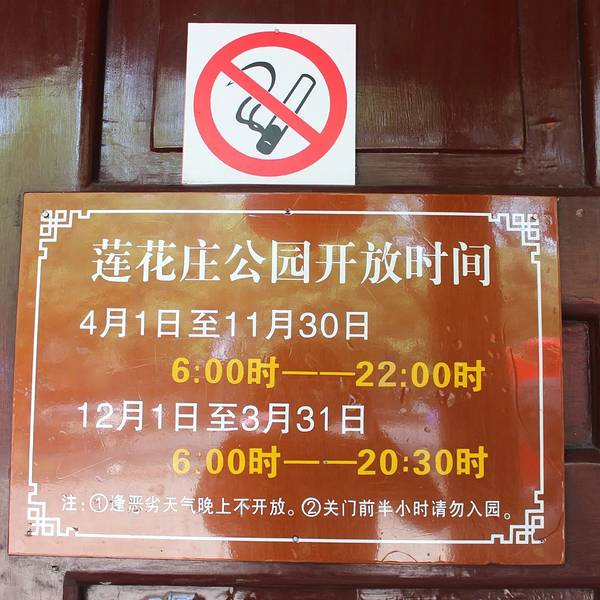 莲花庄公园开放时间
4月1日至11月30日
6:00时——22:00时
12月1日至3月31日
6:00时——20:30时
注:①逢恶劣天气晚上不开放。②关门前半小时请勿入园。